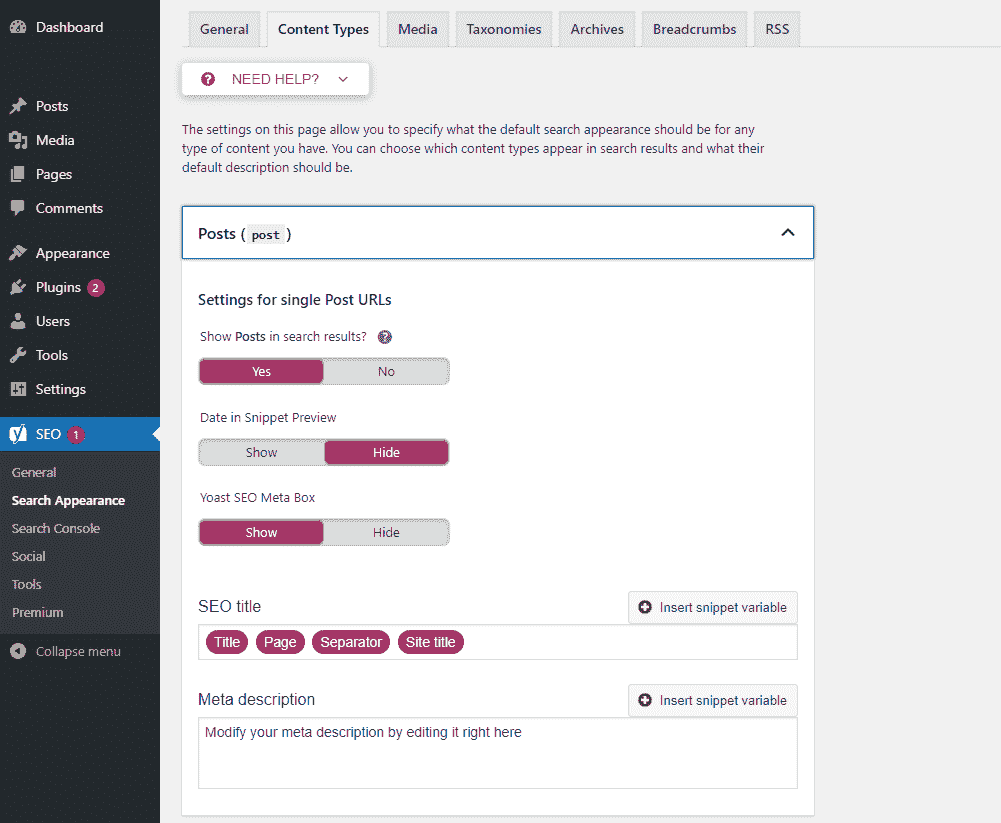 Dashboard
Posts
Media
Pages
Comments
Appearance
Plugins 2
Users
Tools
Settings
SEO 1
General
Search Appearance
Search Console
Social
Tools
Premium
Collapse menu
General Content Types Media Taxonomies Archives Breadcrumbs RSS
? NEED HELP?
The settings on this page allow you to specify what the default search appearance should be for any
type of content you have. You can choose which content types appear in search results and what their
default description should be.
Posts ( post )
Settings for single Post URLs
Show Posts in search results? ?
Yes No
Date in Snippet Preview
Show Hide
Yoast SEO Meta Box
Show Hide
SEO title Insert snippet variable
Title Page Separator Site title
Meta description Insert snippet variable
Modify your meta description by editing it right here